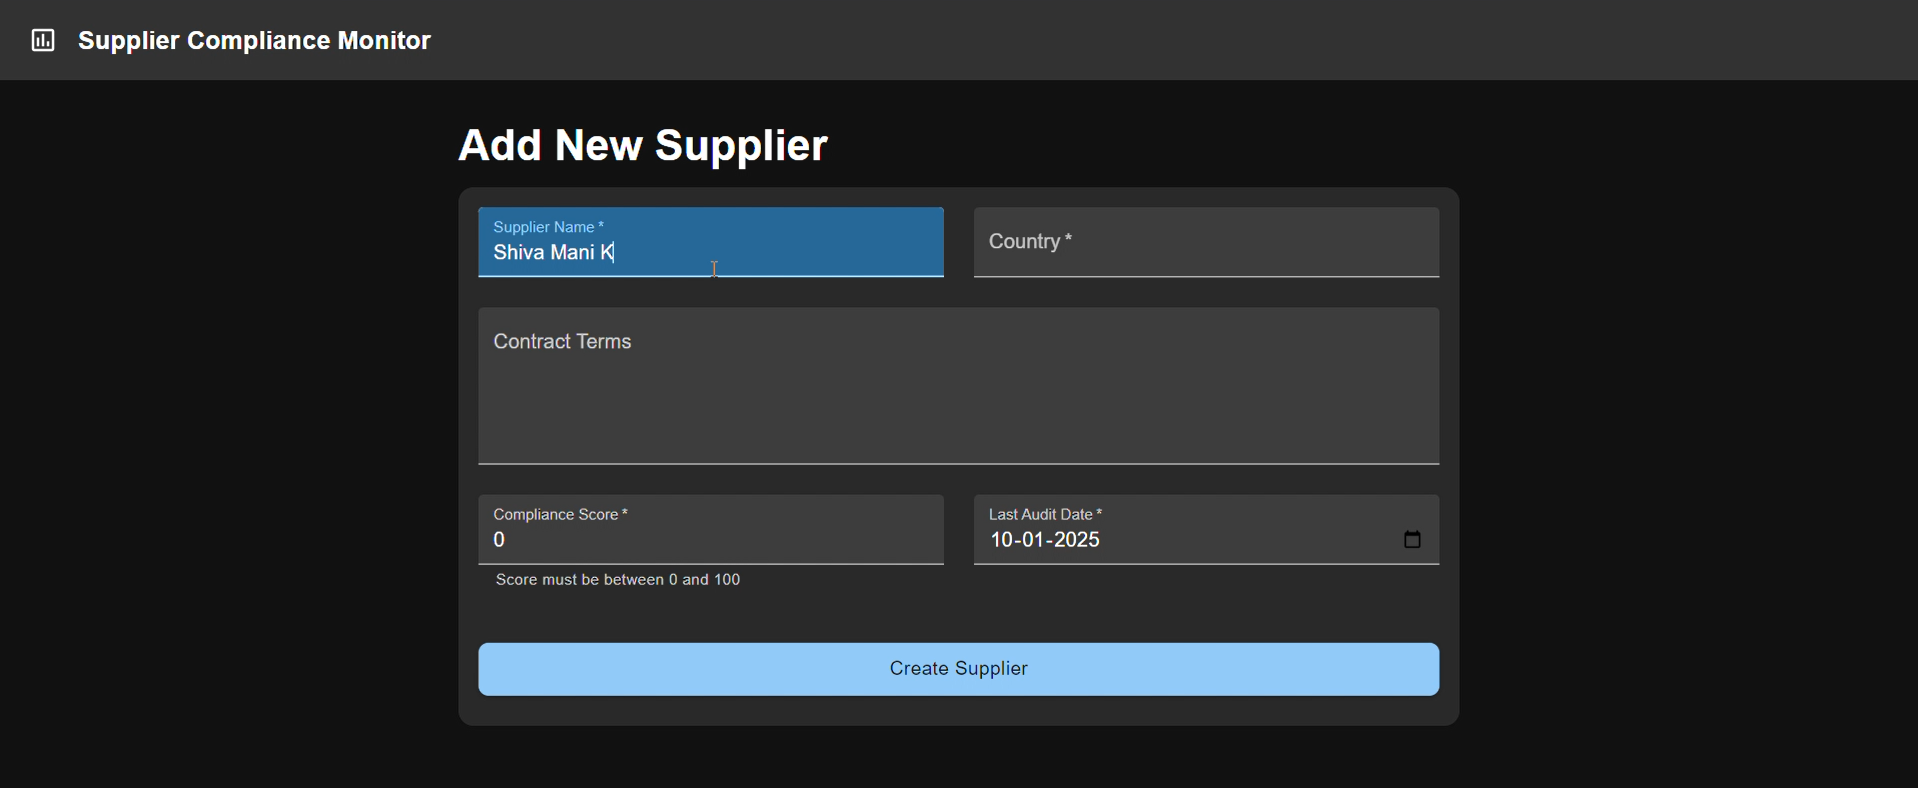 Supplier Compliance Monitor
Add New Supplier
Supplier Name *
Shiva Mani K
Country *
Contract Terms
Compliance Score *
0
Score must be between 0 and 100
Last Audit Date *
10-01-2025
Create Supplier